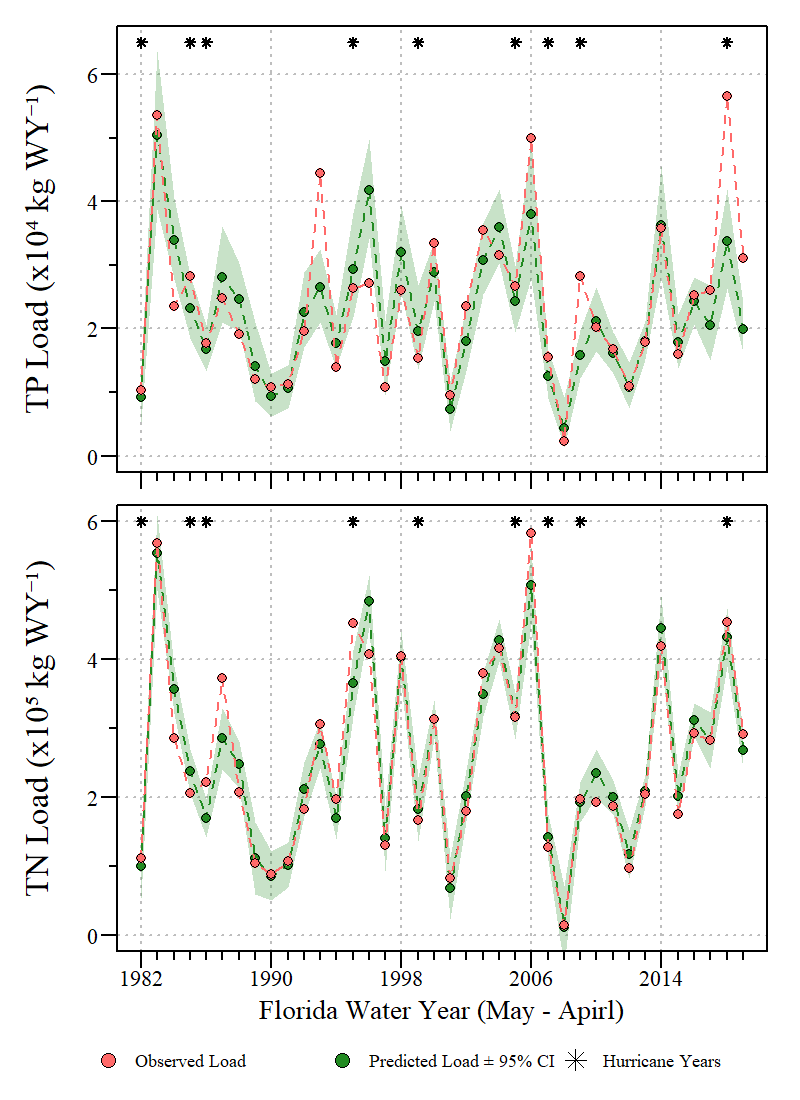 TP Load (x10⁴ kg WY⁻¹)
6
4
2
0
TN Load (x10⁵ kg WY⁻¹)
6
4
2
0
1982 1990 1998 2006 2014
Florida Water Year (May - Apirl)
Observed Load Predicted Load ± 95% CI Hurricane Years